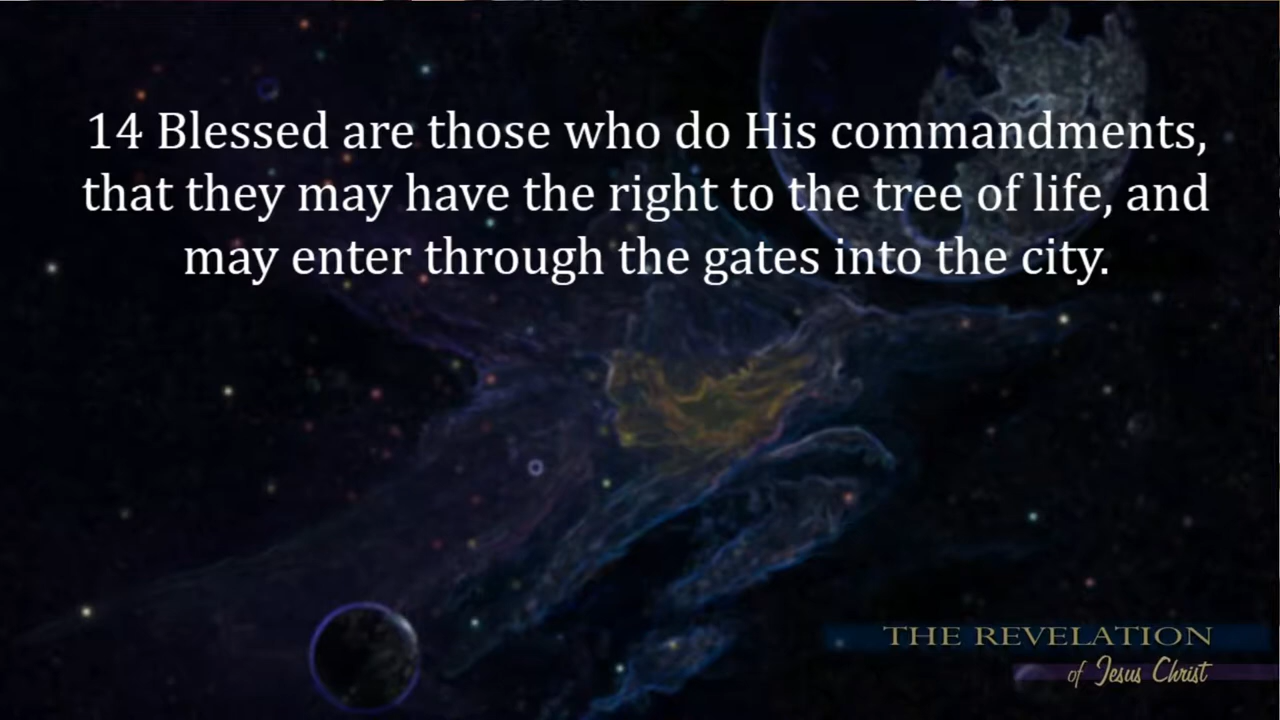 14 Blessed are those who do His commandments,
that they may have the right to the tree of life, and
may enter through the gates into the city.
THE REVELATION
of Jesus Christ